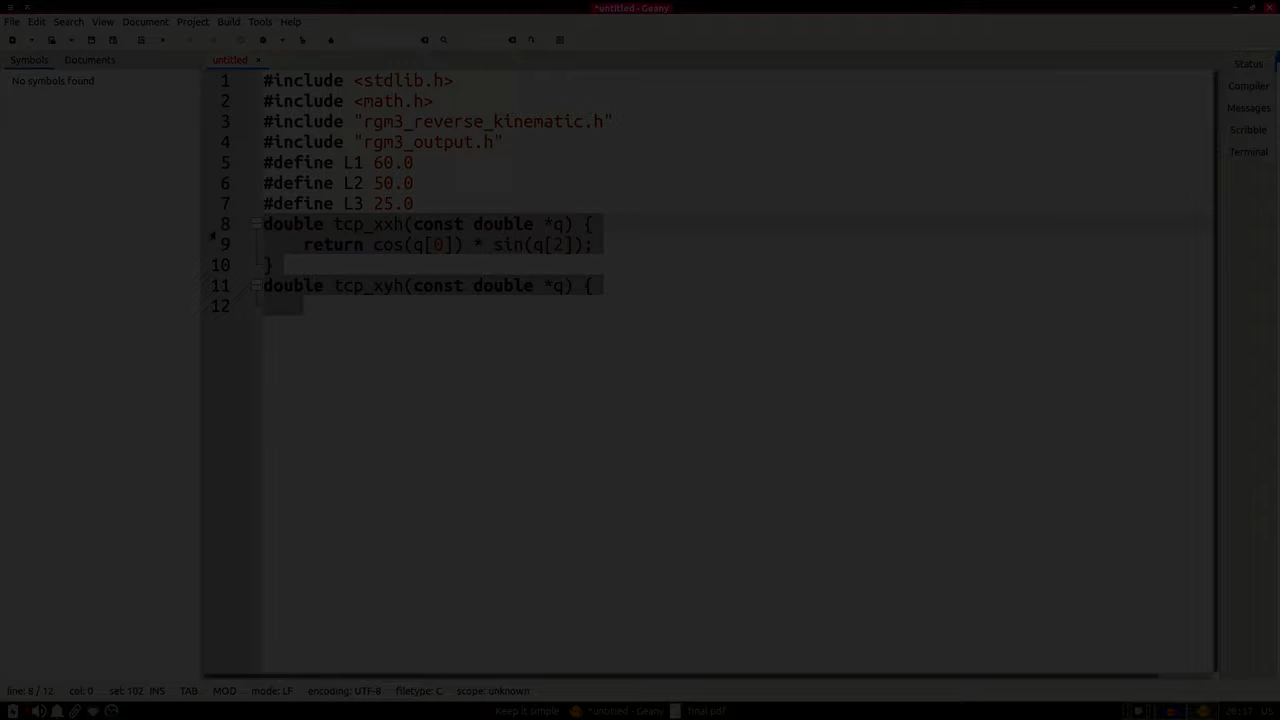 *untitled - Geany
File Edit Search View Document Project Build Tools Help
Symbols Documents untitled ×
No symbols found
1 #include <stdlib.h>
2 #include <math.h>
3 #include "rgm3_reverse_kinematic.h"
4 #include "rgm3_output.h"
5 #define L1 60.0
6 #define L2 50.0
7 #define L3 25.0
8 double tcp_xxh(const double *q) {
9 return cos(q[0]) * sin(q[2]);
10 }
11 double tcp_xyh(const double *q) {
12
Status
Compiler
Messages
Scribble
Terminal
line: 8 / 12 col: 0 sel: 102 INS TAB MOD mode: LF encoding: UTF-8 filetype: C scope: unknown
Keep it simple *untitled - Geany final.pdf 20:17 US